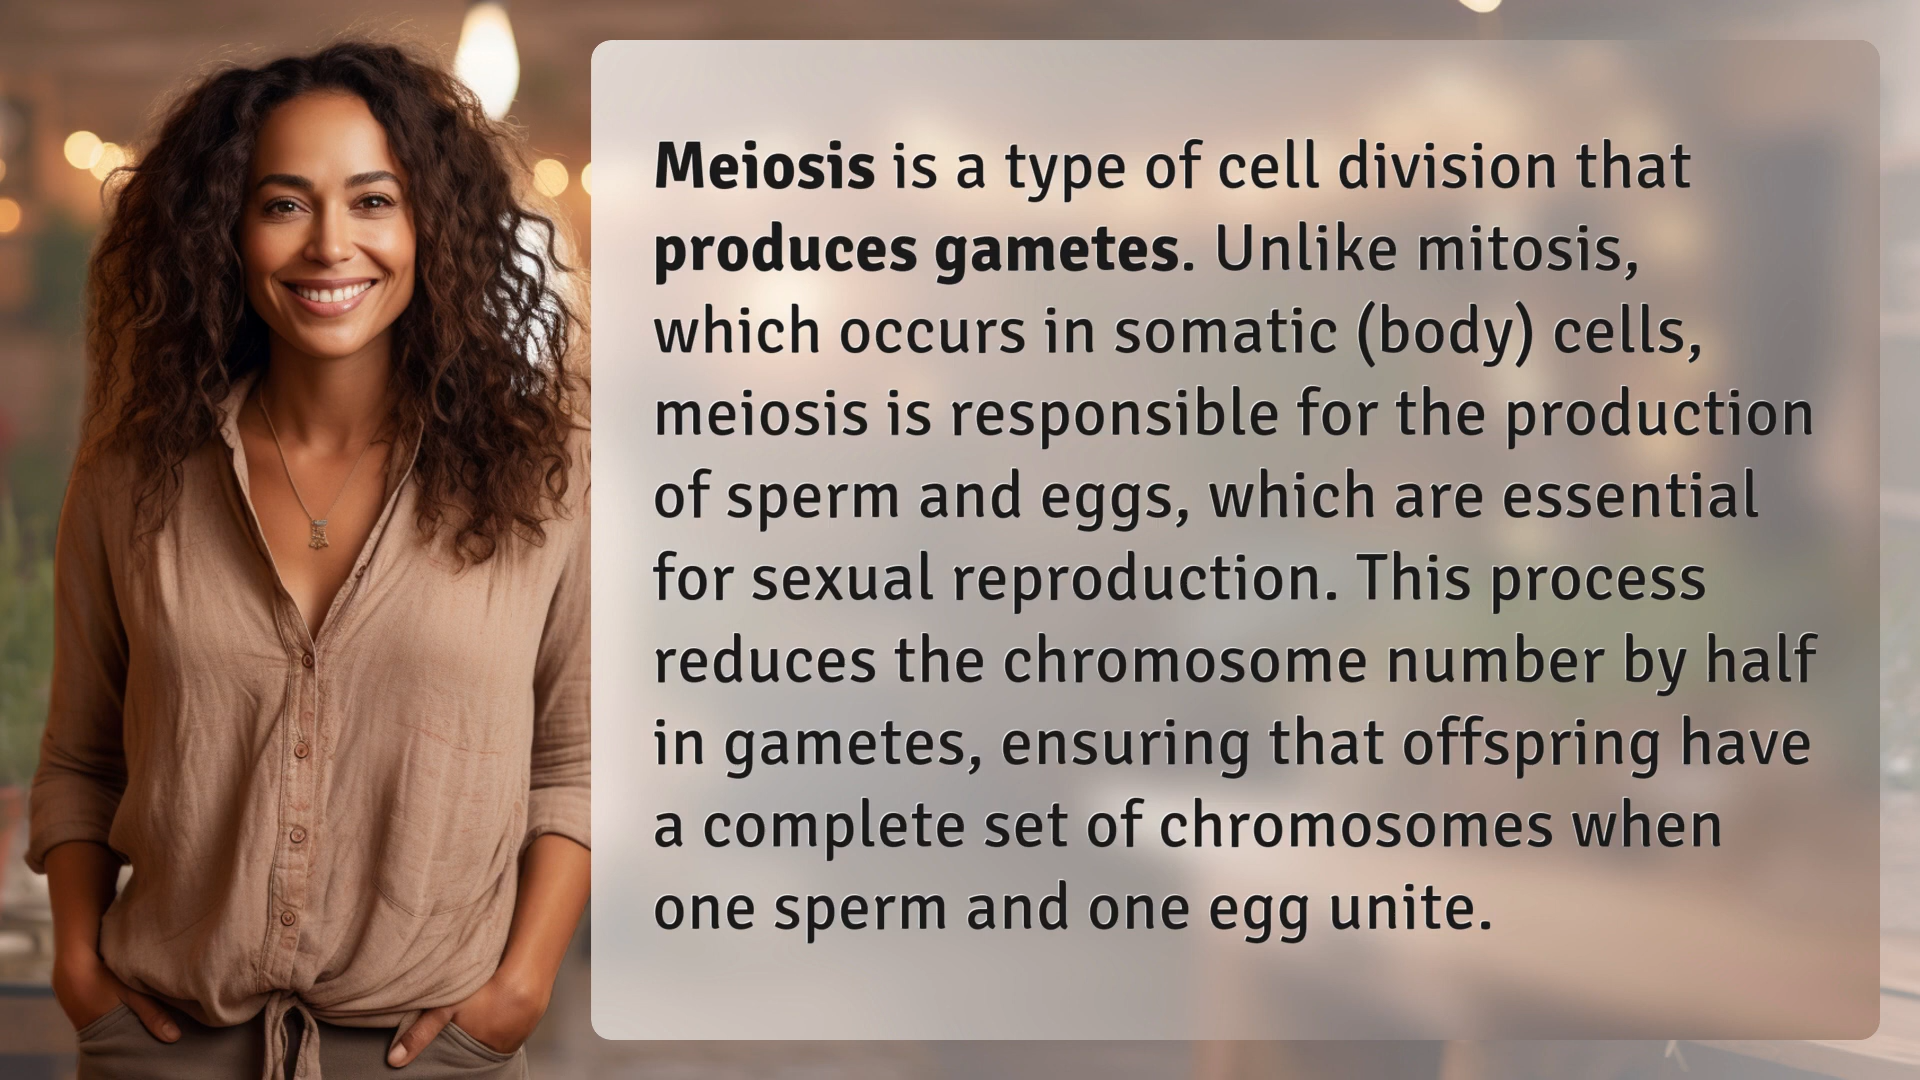 Meiosis is a type of cell division that
produces gametes. Unlike mitosis,
which occurs in somatic (body) cells,
meiosis is responsible for the production
of sperm and eggs, which are essential
for sexual reproduction. This process
reduces the chromosome number by half
in gametes, ensuring that offspring have
a complete set of chromosomes when
one sperm and one egg unite.